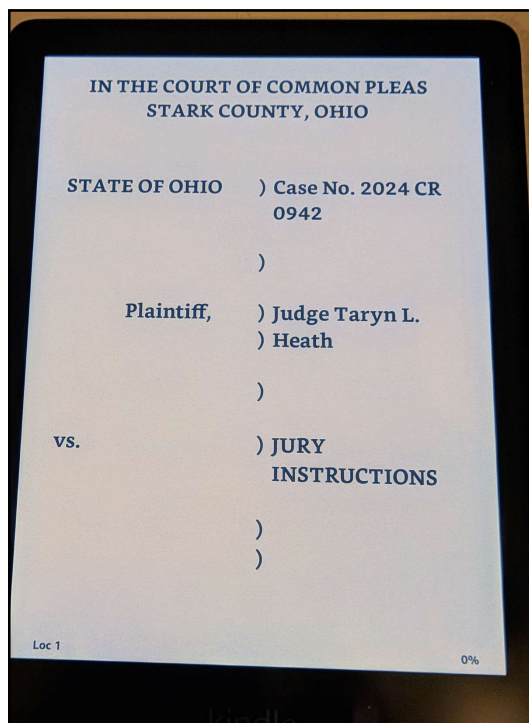 IN THE COURT OF COMMON PLEAS
STARK COUNTY, OHIO
STATE OF OHIO ) Case No. 2024 CR
0942
)
Plaintiff, ) Judge Taryn L.
) Heath
)
vs. ) JURY
INSTRUCTIONS
)
)
Loc 1 0%
kindle